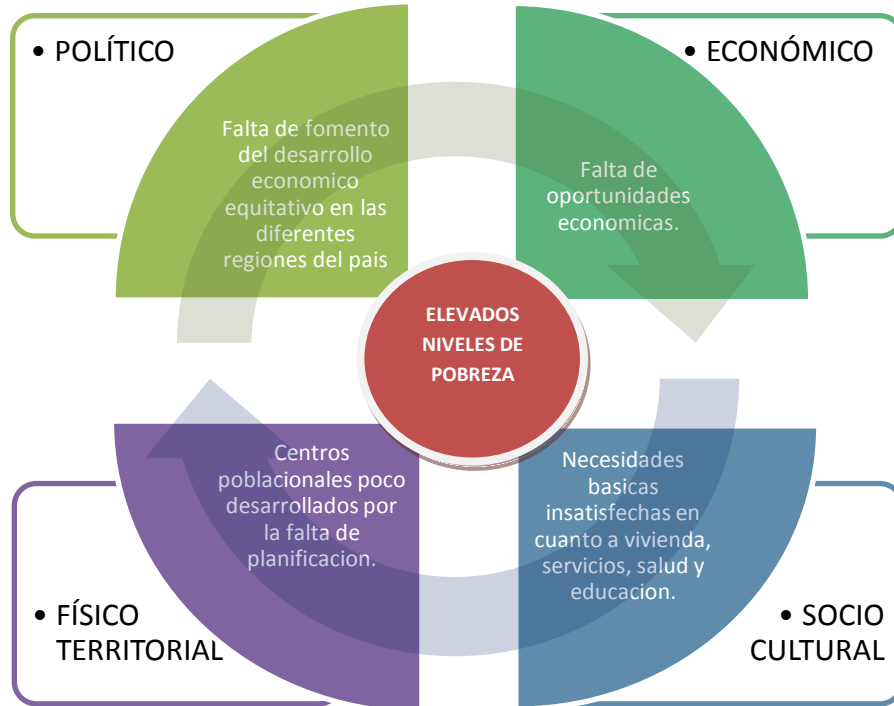 • POLÍTICO
Falta de fomento
del desarrollo
economico
equitativo en las
diferentes
regiones del pais
• ECONÓMICO
Falta de
oportunidades
economicas.
ELEVADOS
NIVELES DE
POBREZA
Centros
poblacionales poco
desarrollados por
la falta de
planificacion.
• FÍSICO
TERRITORIAL
Necesidades
basicas
insatisfechas en
cuanto a vivienda,
servicios, salud y
educacion.
• SOCIO
CULTURAL